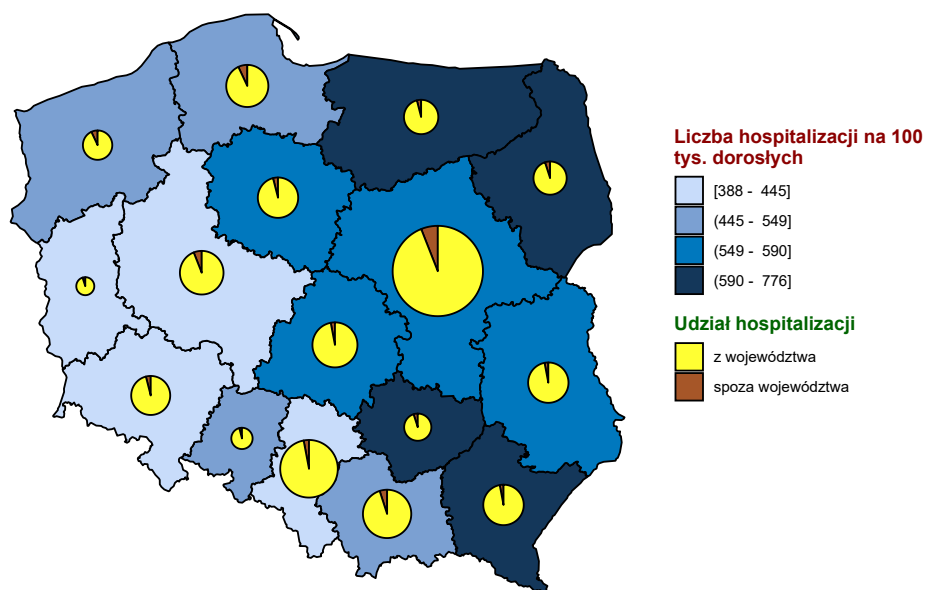 Liczba hospitalizacji na 100
tys. dorosłych
[388 - 445]
(445 - 549]
(549 - 590]
(590 - 776]
Udział hospitalizacji
z województwa
spoza województwa